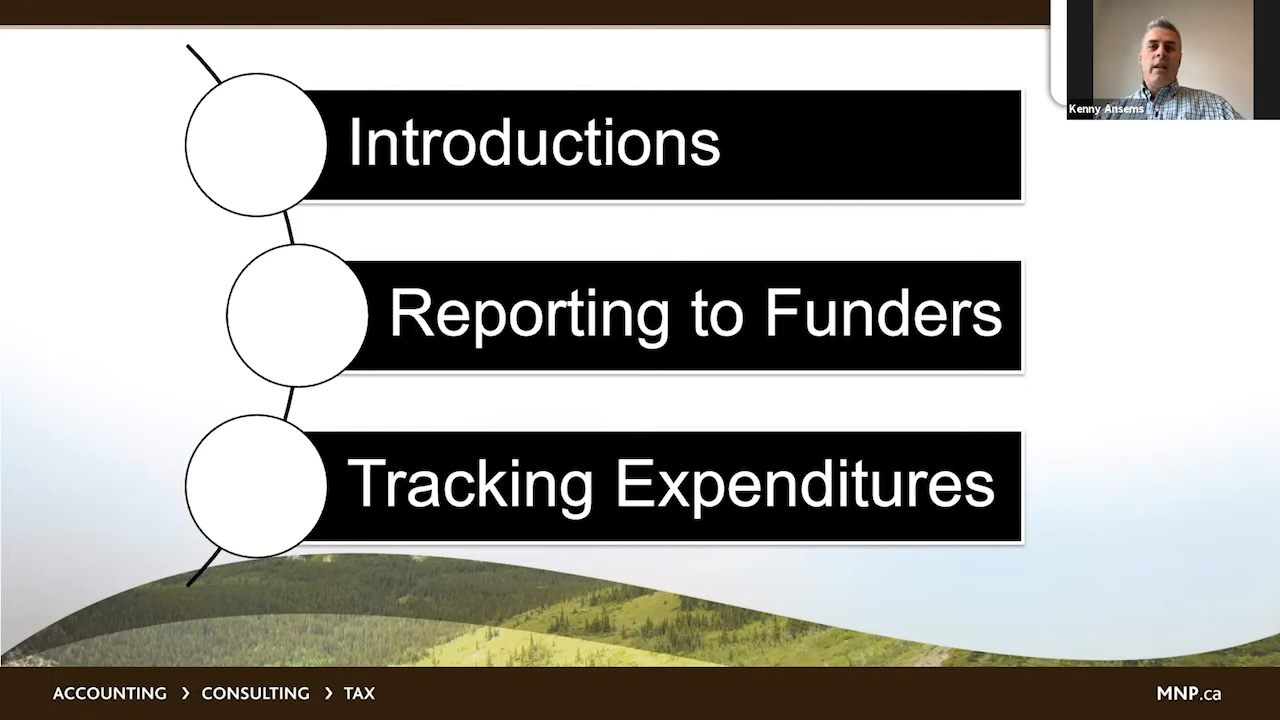 Introductions
Kenny Ansems
Reporting to Funders
Tracking Expenditures
ACCOUNTING › CONSULTING › TAX
MNP.ca